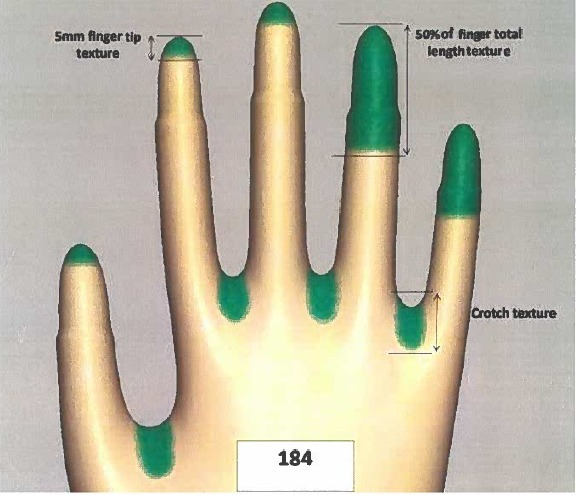 5mm finger tip
texture
50%of finger total
length texture
Crotch texture
184